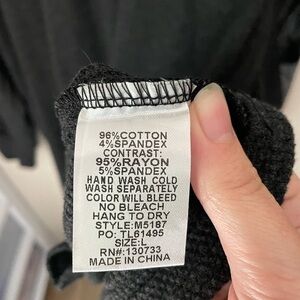 96%COTTON
4%SPANDEX
CONTRAST:
95%RAYON
5%SPANDEX
HAND WASH COLD
WASH SEPARATELY
COLOR WILL BLEED
NO BLEACH
HANG TO DRY
STYLE:M5187
PO: TL61495
SIZE:L
RN#:130733
MADE IN CHINA